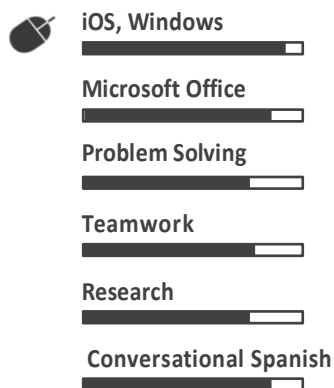 iOS, Windows
Microsoft Office
Problem Solving
Teamwork
Research
Conversational Spanish